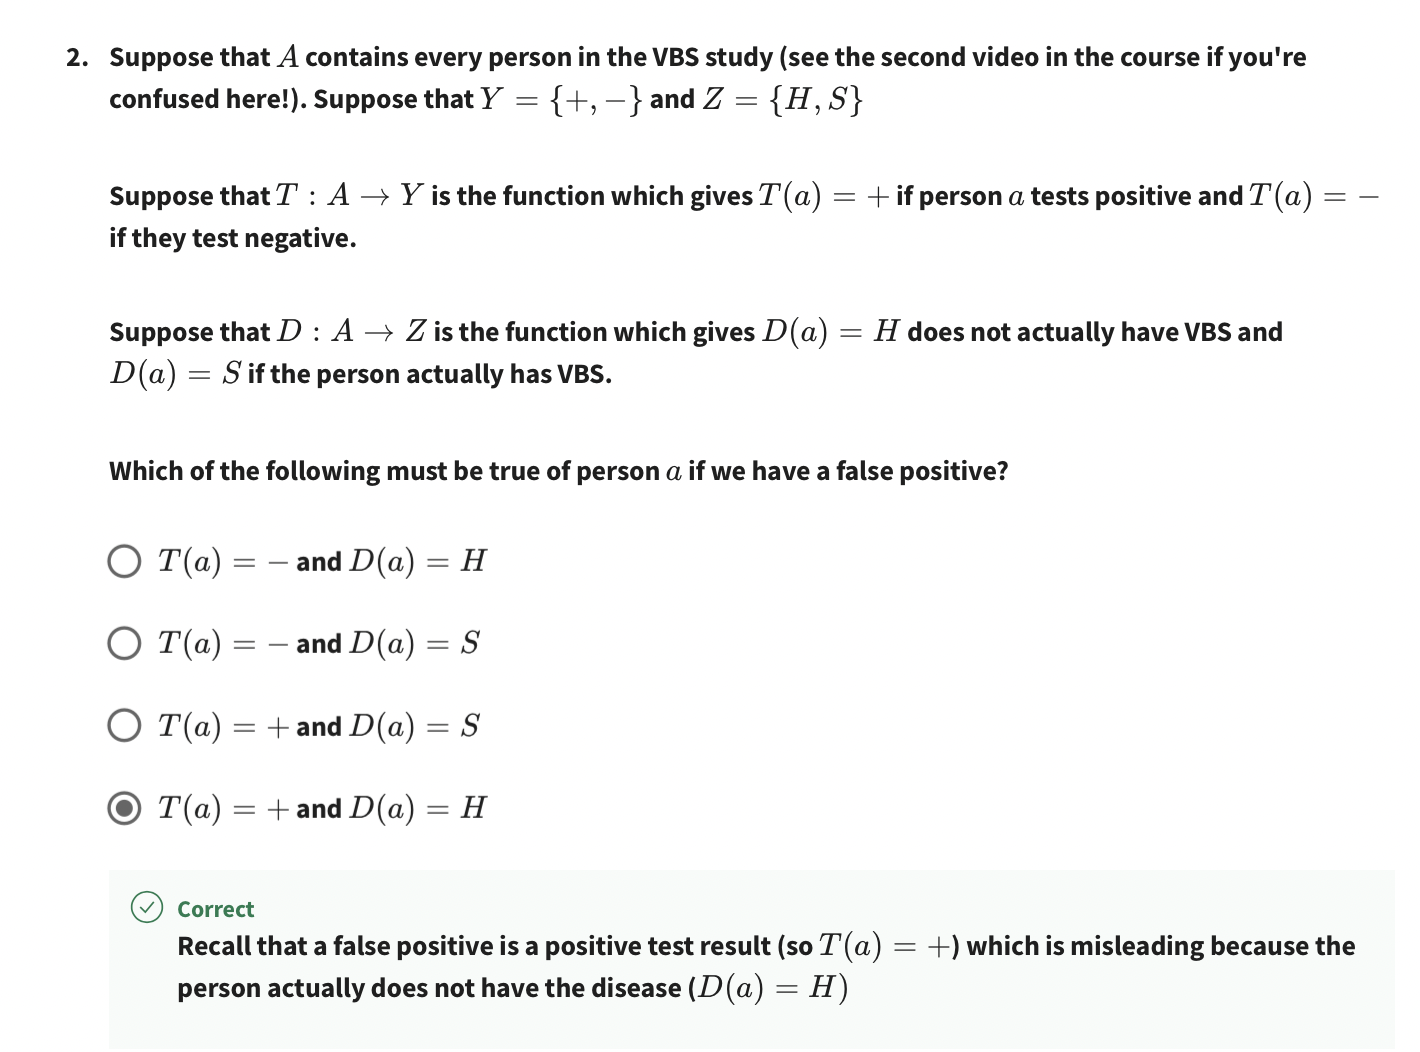 2. Suppose that A contains every person in the VBS study (see the second video in the course if you're
confused here!). Suppose that Y = {+, −} and Z = {H, S}
Suppose that T : A → Y is the function which gives T(a) = + if person a tests positive and T(a) = −
if they test negative.
Suppose that D : A → Z is the function which gives D(a) = H does not actually have VBS and
D(a) = S if the person actually has VBS.
Which of the following must be true of person a if we have a false positive?
T(a) = − and D(a) = H
T(a) = − and D(a) = S
T(a) = + and D(a) = S
T(a) = + and D(a) = H
Correct
Recall that a false positive is a positive test result (so T(a) = +) which is misleading because the
person actually does not have the disease (D(a) = H)